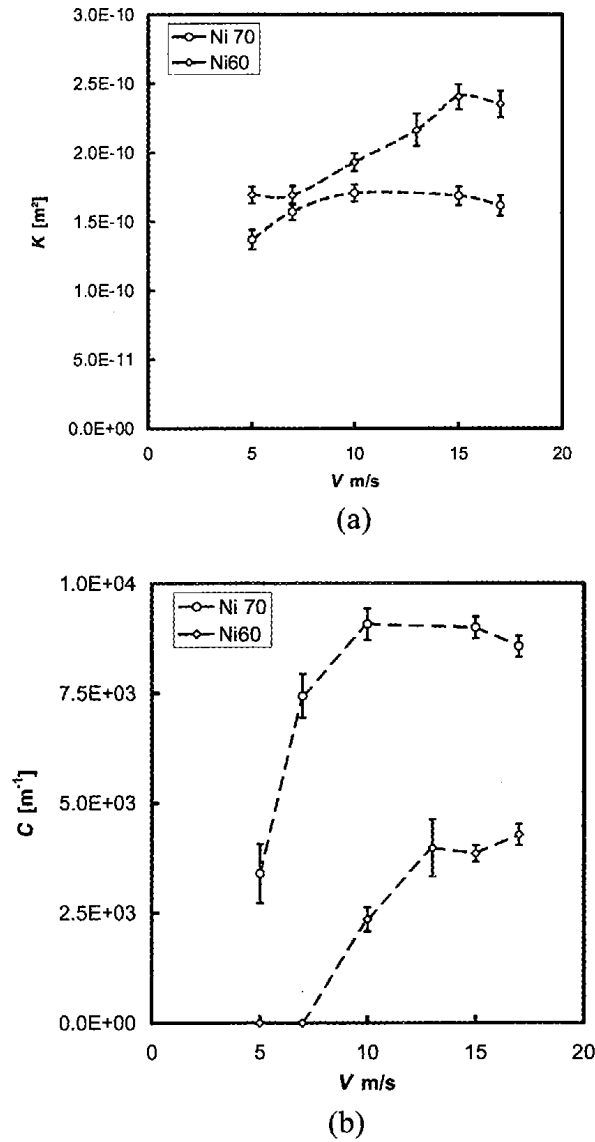 3.0E-10
2.5E-10
2.0E-10
1.5E-10
1.0E-10
5.0E-11
0.0E+00
K [m²]
Ni 70
Ni60
0 5 10 15 20
V m/s
(a)
1.0E+04
7.5E+03
5.0E+03
2.5E+03
0.0E+00
C [m⁻¹]
Ni 70
Ni60
0 5 10 15 20
V m/s
(b)